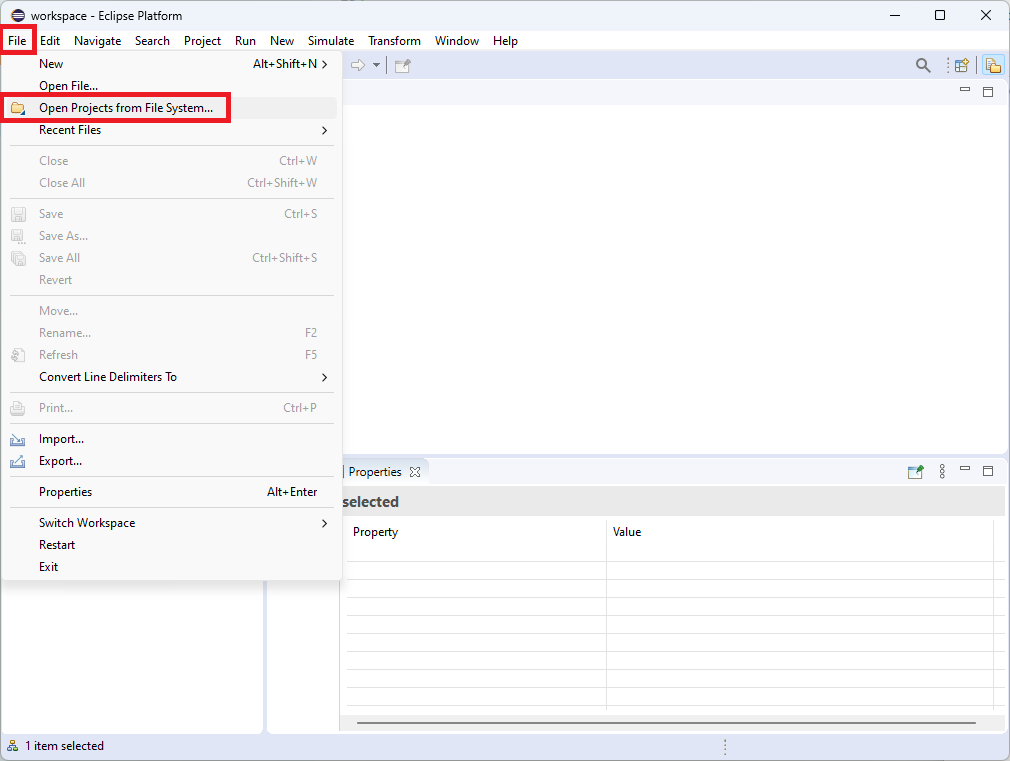 workspace - Eclipse Platform
File Edit Navigate Search Project Run New Simulate Transform Window Help
New Alt+Shift+N
Open File...
Open Projects from File System...
Recent Files
Close Ctrl+W
Close All Ctrl+Shift+W
Save Ctrl+S
Save As...
Save All Ctrl+Shift+S
Revert
Move...
Rename... F2
Refresh F5
Convert Line Delimiters To
Print... Ctrl+P
Import...
Export...
Properties Alt+Enter
Switch Workspace
Restart
Exit
Properties
selected
Property Value
1 item selected